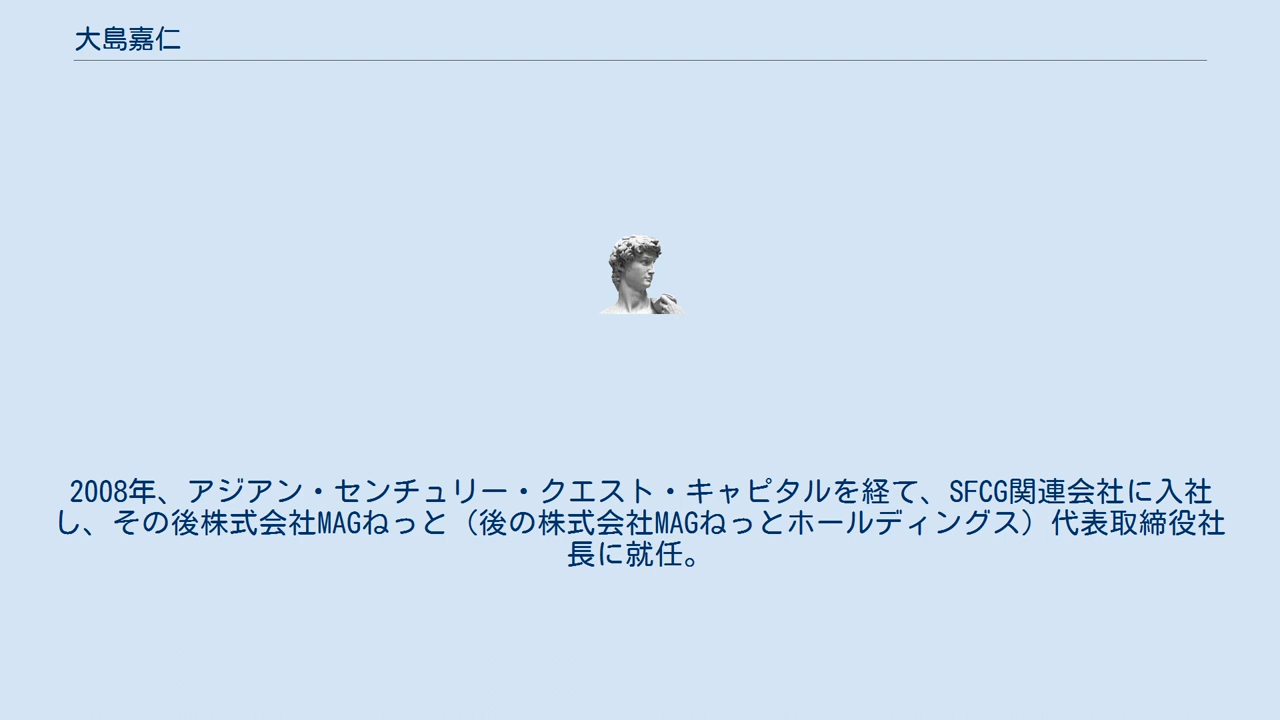 大島嘉仁
2008年、アジアン・センチュリー・クエスト・キャピタルを経て、SFCG関連会社に入社
し、その後株式会社MAGねっと（後の株式会社MAGねっとホールディングス）代表取締役社
長に就任。